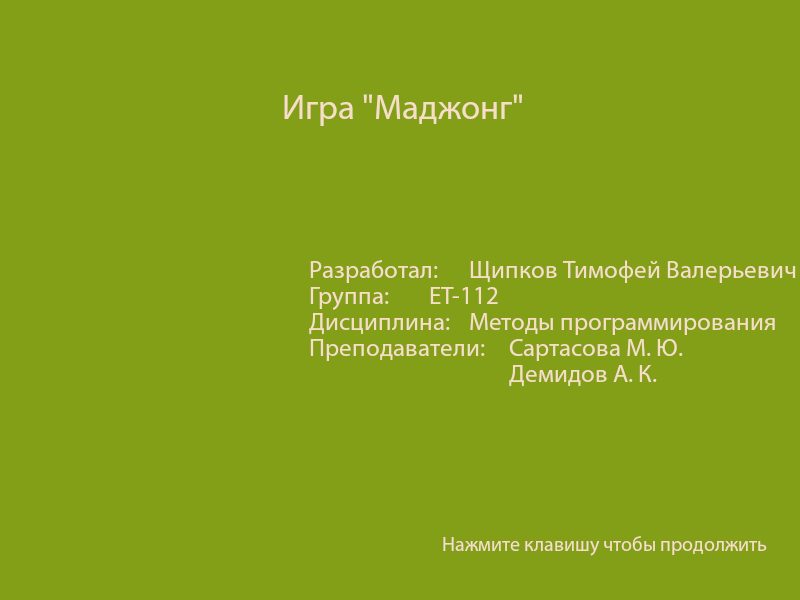 Игра "Маджонг"
Разработал: Щипков Тимофей Валерьевич
Группа: ЕТ-112
Дисциплина: Методы программирования
Преподаватели: Сартасова М. Ю.
Демидов А. К.
Нажмите клавишу чтобы продолжить